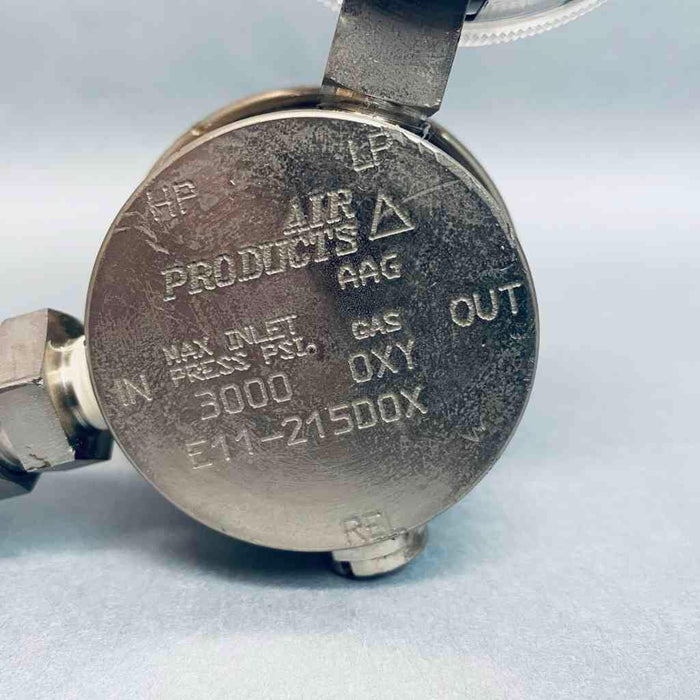 HP
LP
AIR
PRODUCTS
AAG
OUT
MAX INLET
PRESS PSI.
GAS
IN
3000
OXY
E11-215DOX
REL